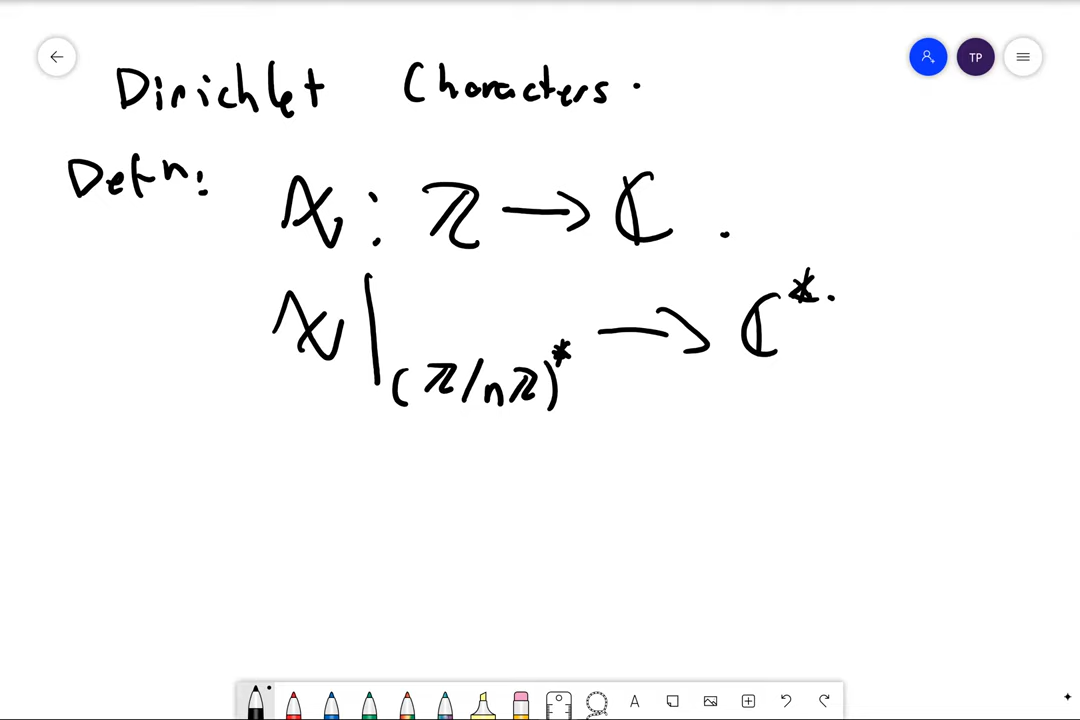 TP
Dirichlet Characters.
Defn: χ : ℤ → ℂ.
χ|_(ℤ/nℤ)^* → ℂ^*.
A